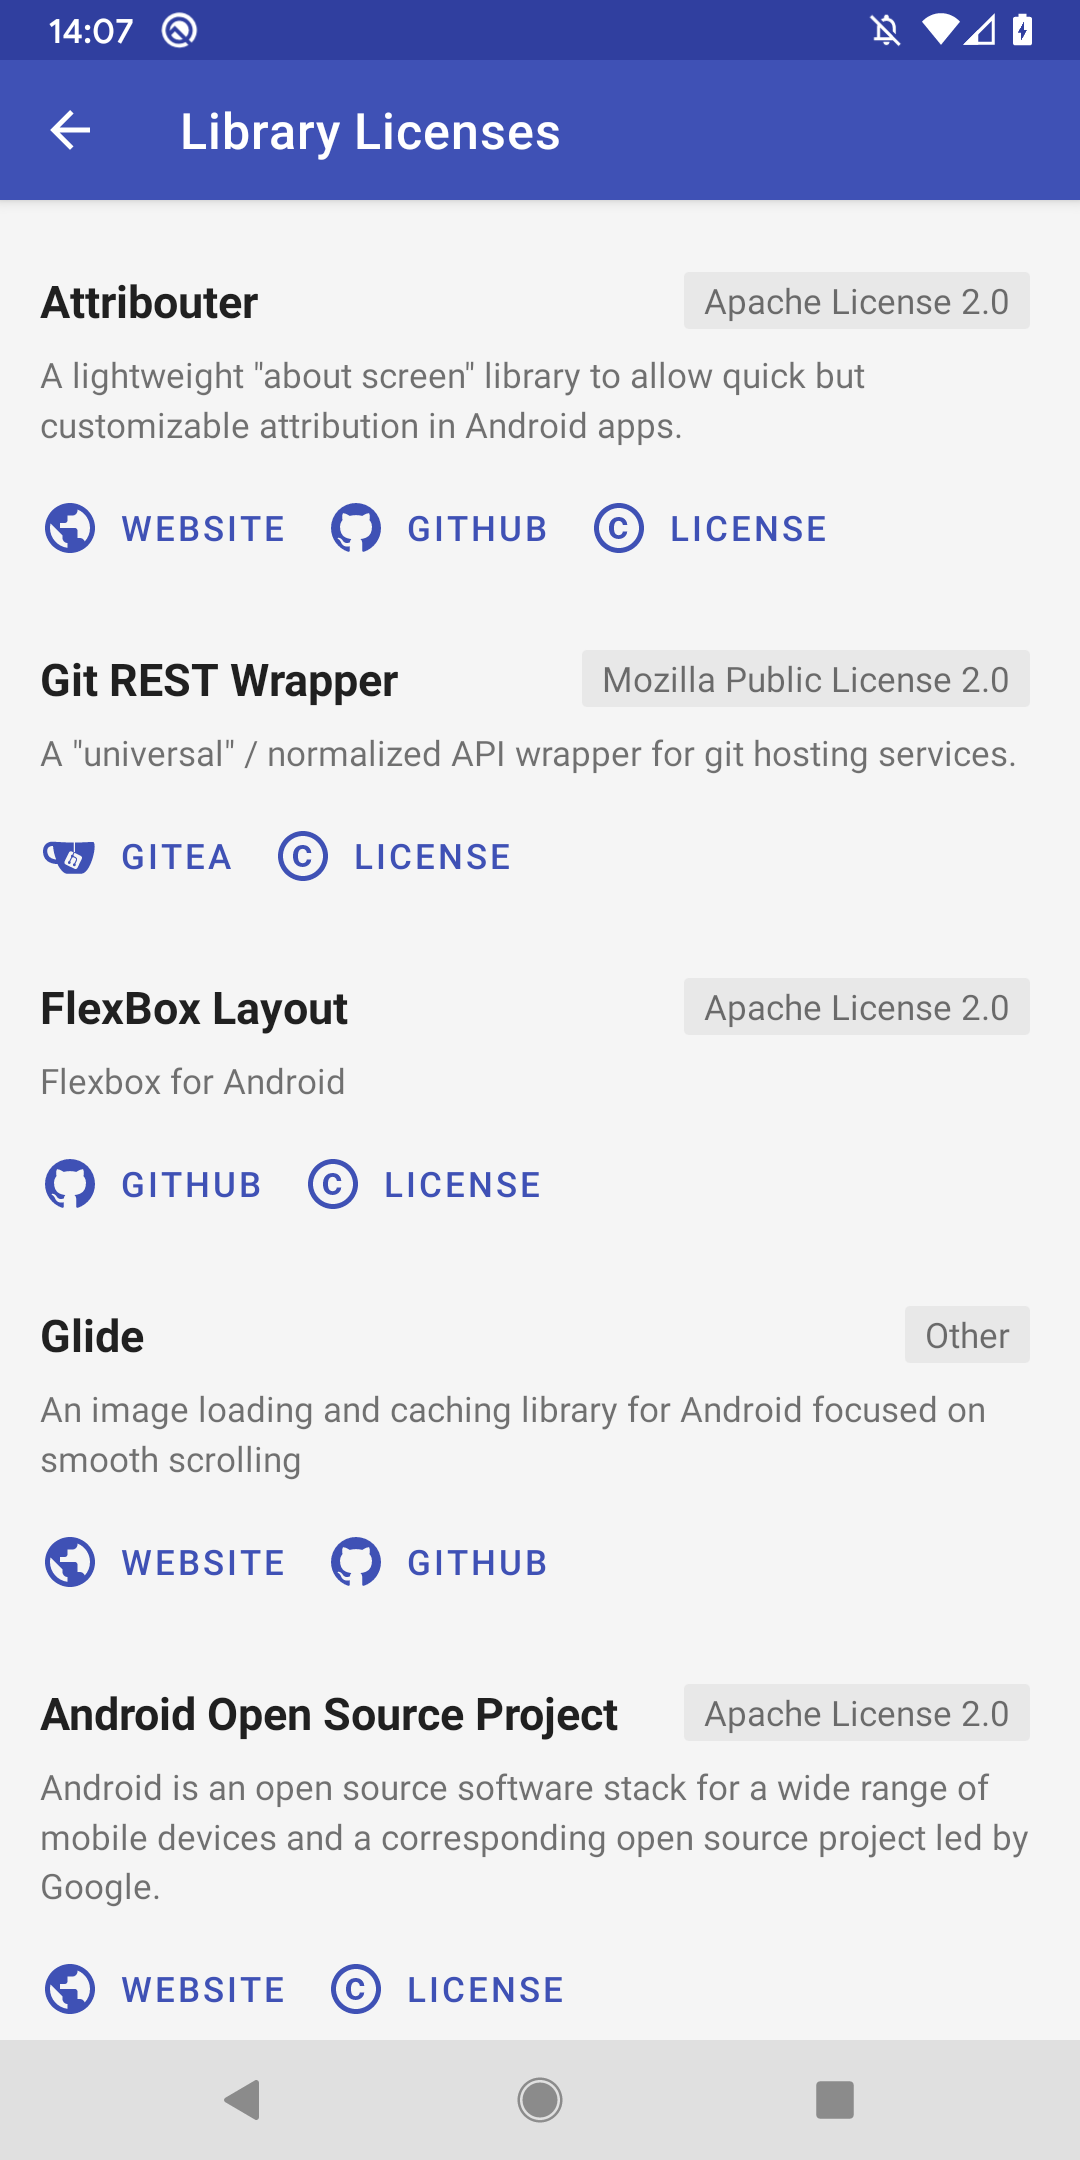 14:07
Library Licenses
Attribouter
Apache License 2.0
A lightweight "about screen" library to allow quick but
customizable attribution in Android apps.
WEBSITE GITHUB LICENSE
Git REST Wrapper
Mozilla Public License 2.0
A "universal" / normalized API wrapper for git hosting services.
GITEA LICENSE
FlexBox Layout
Apache License 2.0
Flexbox for Android
GITHUB LICENSE
Glide
Other
An image loading and caching library for Android focused on
smooth scrolling
WEBSITE GITHUB
Android Open Source Project
Apache License 2.0
Android is an open source software stack for a wide range of
mobile devices and a corresponding open source project led by
Google.
WEBSITE LICENSE